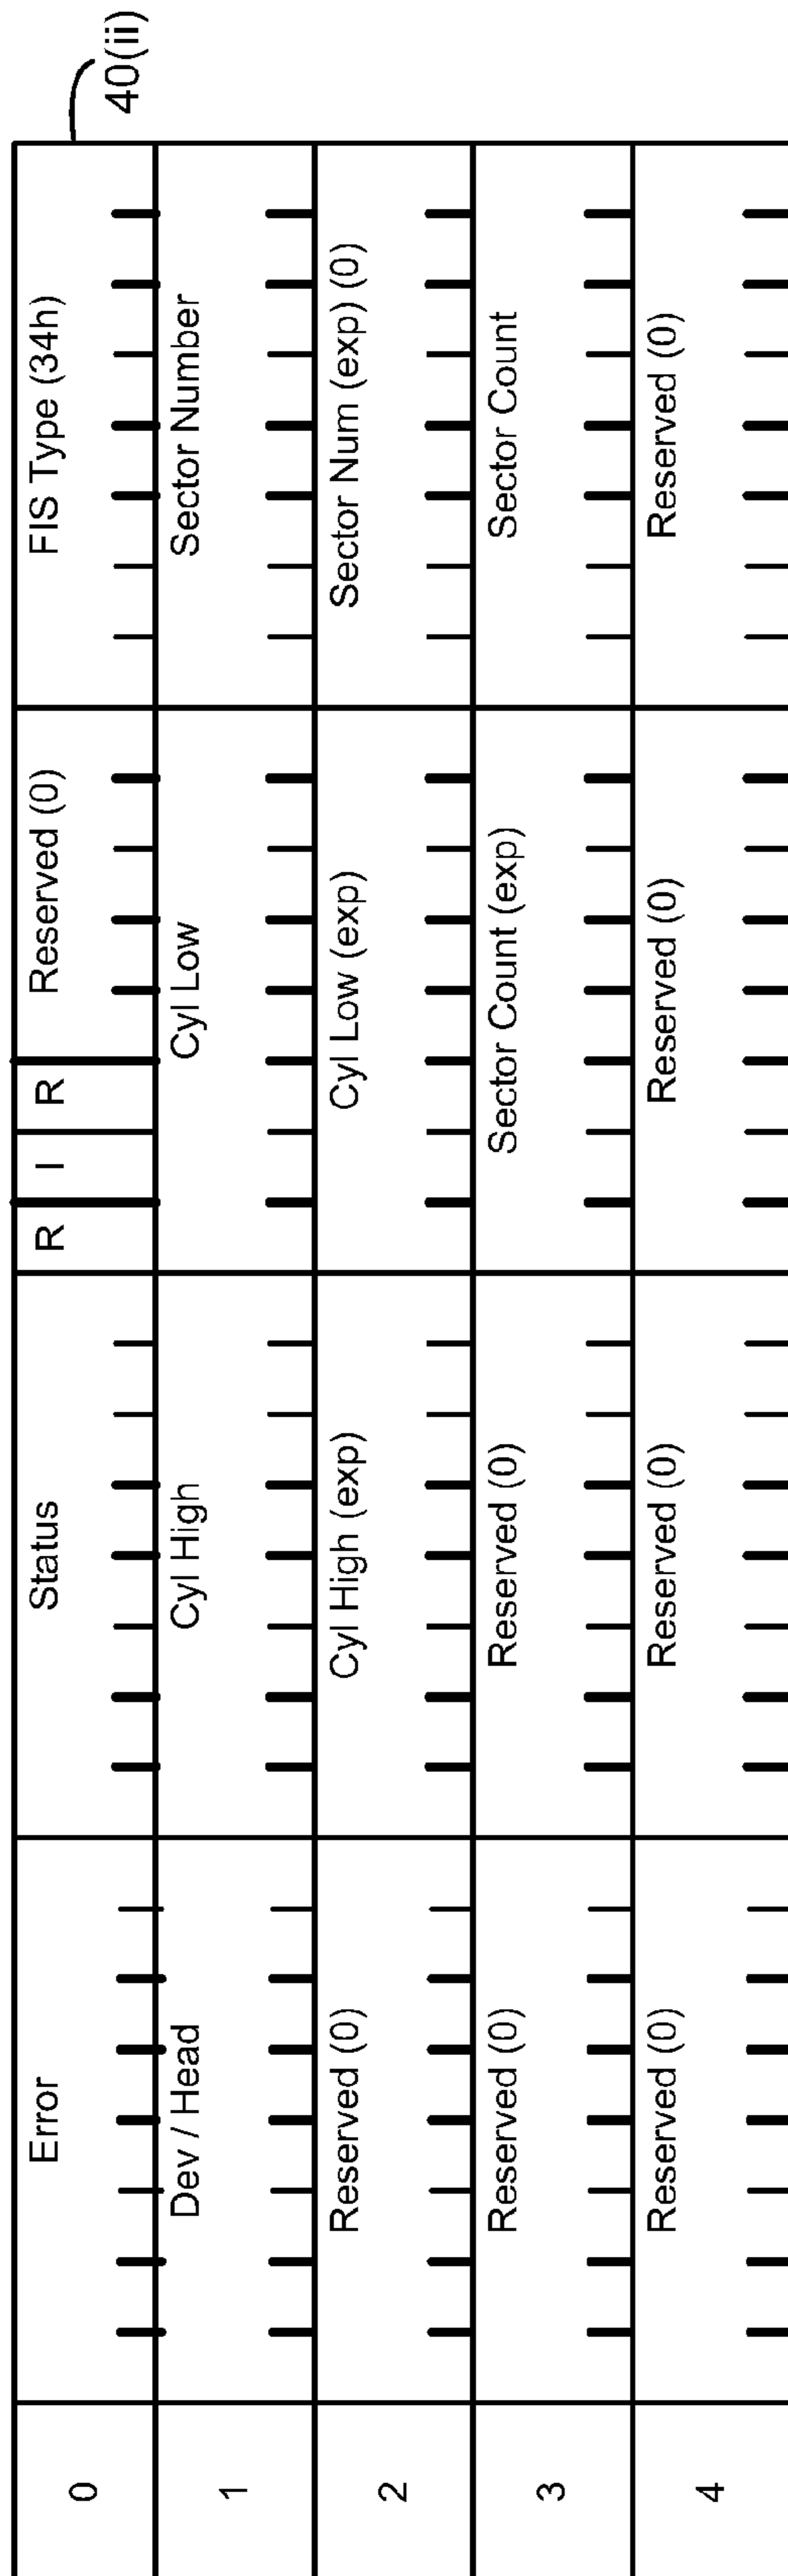 40(ii)
0 Error Status R I R Reserved (0) FIS Type (34h)
1 Dev / Head Cyl High Cyl Low Sector Number
2 Reserved (0) Cyl High (exp) Cyl Low (exp) Sector Num (exp) (0)
3 Reserved (0) Reserved (0) Sector Count (exp) Sector Count
4 Reserved (0) Reserved (0) Reserved (0) Reserved (0)